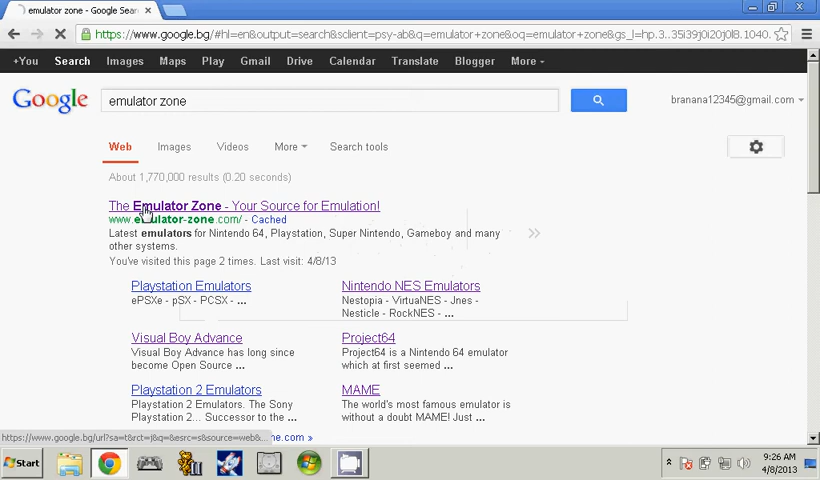 emulator zone - Google Sear
https://www.google.bg/#hl=en&output=search&sclient=psy-ab&q=emulator+zone&oq=emulator+zone&gs_l=hp.3..35i39j0i20j0l8.1040.
+You Search Images Maps Play Gmail Drive Calendar Translate Blogger More
Google emulator zone branana12345@gmail.com
Web Images Videos More Search tools
About 1,770,000 results (0.20 seconds)
The Emulator Zone - Your Source for Emulation!
www.emulator-zone.com/ - Cached
Latest emulators for Nintendo 64, Playstation, Super Nintendo, Gameboy and many
other systems.
You've visited this page 2 times. Last visit: 4/8/13
Playstation Emulators
ePSXe - pSX - PCSX - ...
Nintendo NES Emulators
Nestopia - VirtuaNES - Jnes -
Nesticle - RockNES - ...
Visual Boy Advance
Visual Boy Advance has long since
become Open Source ...
Project64
Project64 is a Nintendo 64 emulator
which at first seemed ...
Playstation 2 Emulators
Playstation 2 Emulators. The Sony
Playstation 2... Successor to the ...
MAME
The world's most famous emulator is
without a doubt MAME! Just ...
https://www.google.bg/url?sa=t&rct=j&q=&esrc=s&source=web&... ne.com »
Start
9:26 AM
4/8/2013